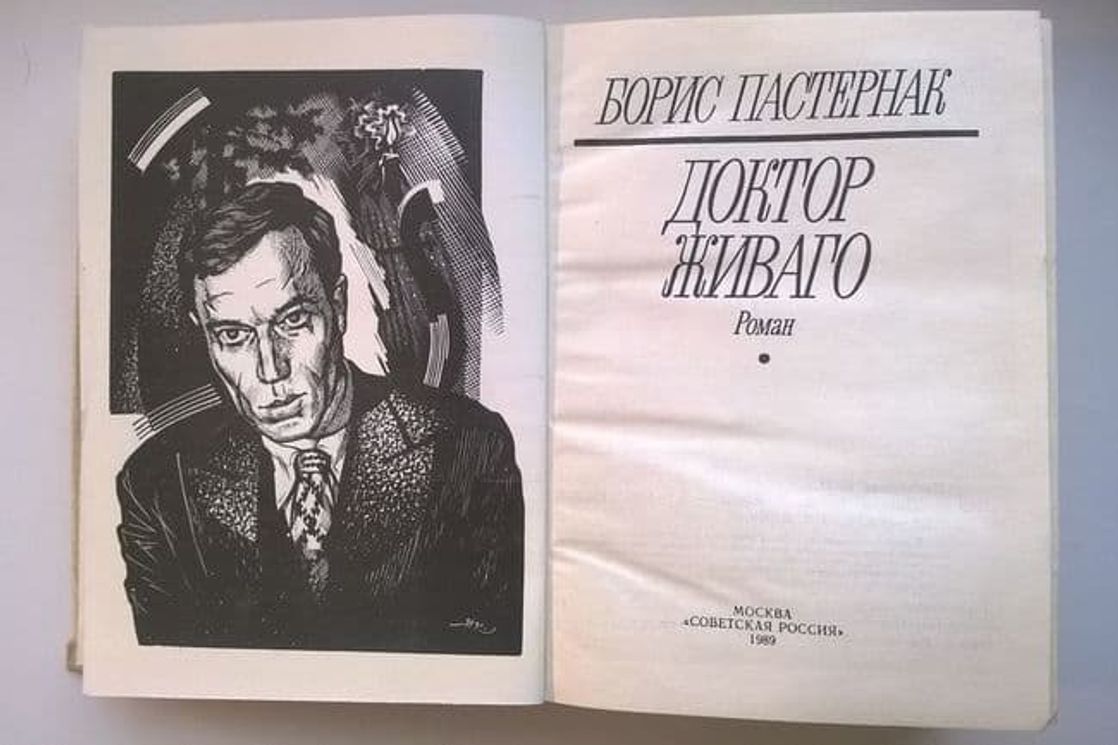 БОРИС ПАСТЕРНАК
ДОКТОР
ЖИВАГО
Роман
МОСКВА
«СОВЕТСКАЯ РОССИЯ»
1989